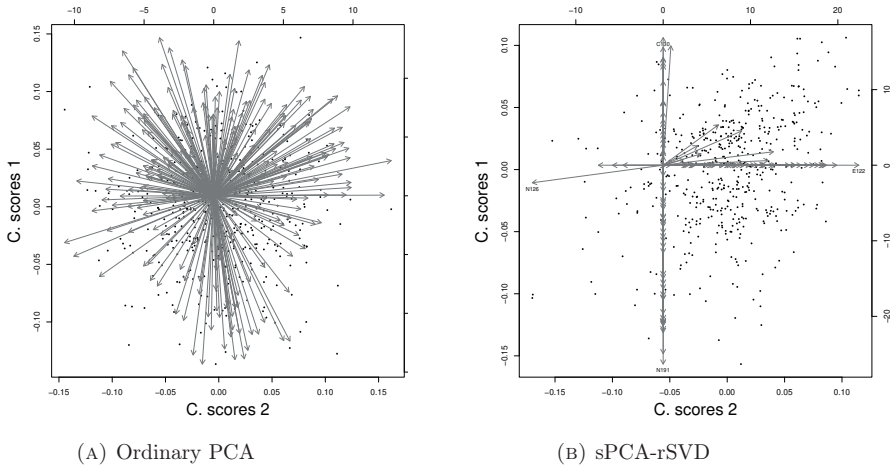 -10 -5 0 5 10
0.15
0.10
0.05
0.00
-0.05
-0.10
C. scores 1
-0.15 -0.10 -0.05 0.00 0.05 0.10 0.15
C. scores 2
(A) Ordinary PCA
-10 0 10 20
0.10
0.05
0.00
-0.05
-0.10
-0.15
C. scores 1
C138
E122
N126
N191
10
0
-10
-20
-0.15 -0.10 -0.05 0.00 0.05 0.10
C. scores 2
(B) sPCA-rSVD